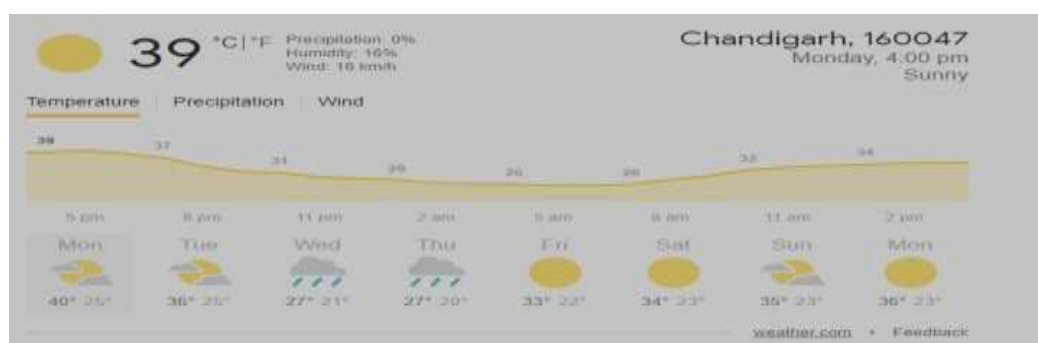 39 °C | °F
Precipitation: 0%
Humidity: 16%
Wind: 16 km/h
Chandigarh, 160047
Monday, 4:00 pm
Sunny
Temperature Precipitation Wind
39 37 31 29 26 26 32 34
5 pm 8 pm 11 pm 2 am 5 am 8 am 11 am 2 pm
Mon Tue Wed Thu Fri Sat Sun Mon
40° 25° 36° 25° 27° 21° 27° 20° 33° 22° 34° 23° 35° 23° 36° 23°
weather.com • Feedback